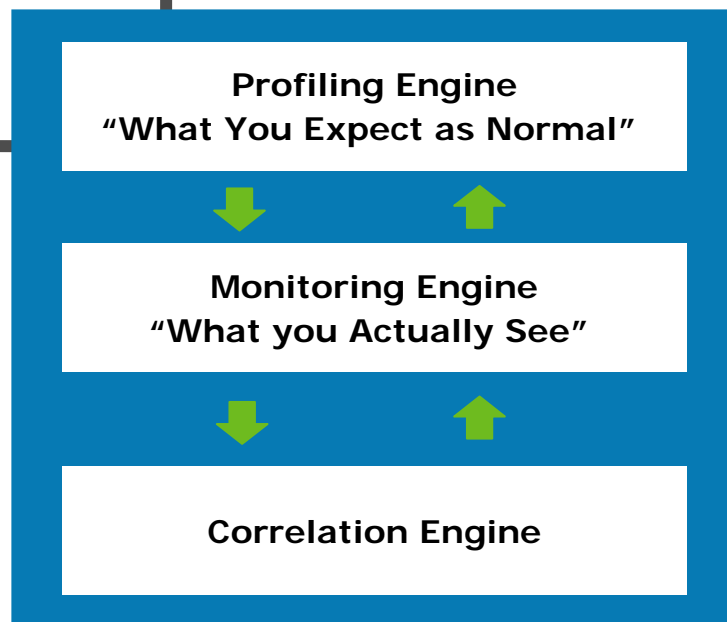 Profiling Engine
“What You Expect as Normal”
Monitoring Engine
“What you Actually See”
Correlation Engine